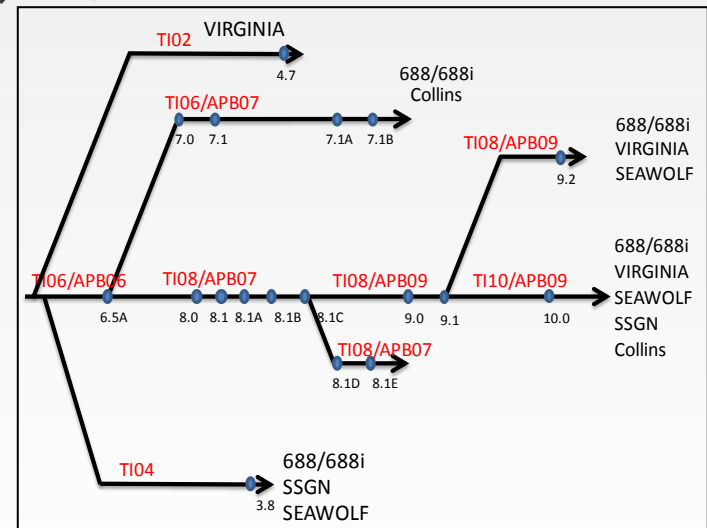 VIRGINIA
TI02
4.7
688/688i
Collins
TI06/APB07
7.0 7.1 7.1A 7.1B
TI08/APB09
9.2
688/688i
VIRGINIA
SEAWOLF
TI06/APB06 TI08/APB07 TI08/APB09 TI10/APB09
6.5A 8.0 8.1 8.1A 8.1B 8.1C 9.0 9.1 10.0
688/688i
VIRGINIA
SEAWOLF
SSGN
Collins
TI08/APB07
8.1D 8.1E
TI04
3.8
688/688i
SSGN
SEAWOLF